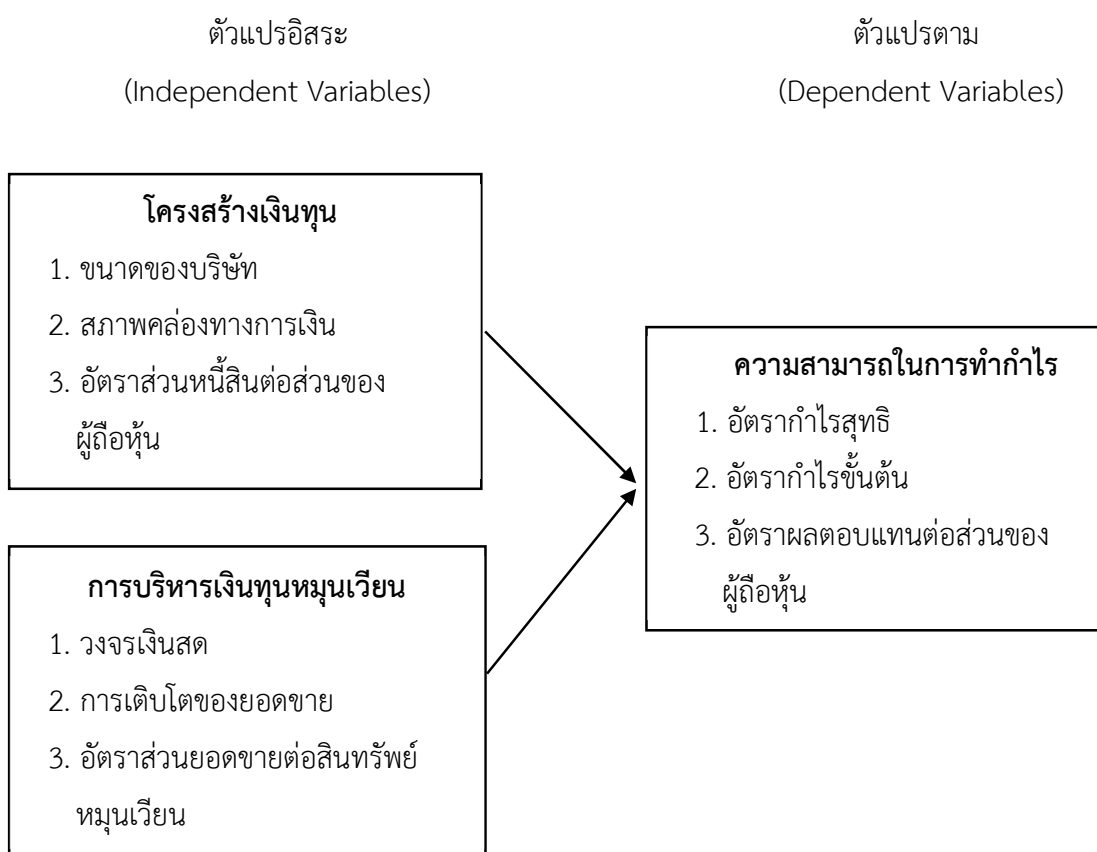 ตัวแปรอิสระ
(Independent Variables)
ตัวแปรตาม
(Dependent Variables)
โครงสร้างเงินทุน
1. ขนาดของบริษัท
2. สภาพคล่องทางการเงิน
3. อัตราส่วนหนี้สินต่อส่วนของ
ผู้ถือหุ้น
การบริหารเงินทุนหมุนเวียน
1. วงจรเงินสด
2. การเติบโตของยอดขาย
3. อัตราส่วนยอดขายต่อสินทรัพย์
หมุนเวียน
ความสามารถในการทำกำไร
1. อัตรากำไรสุทธิ
2. อัตรากำไรขั้นต้น
3. อัตราผลตอบแทนต่อส่วนของ
ผู้ถือหุ้น